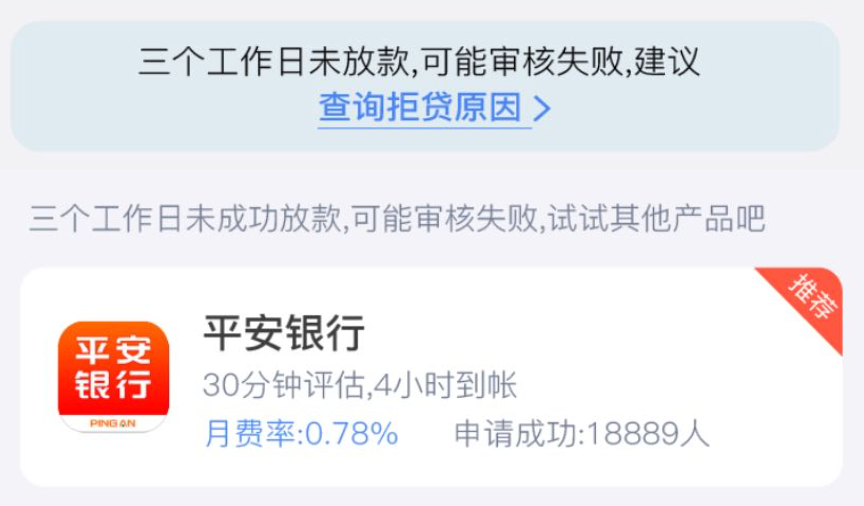 三个工作日未放款,可能审核失败,建议
查询拒贷原因 >
三个工作日未成功放款,可能审核失败,试试其他产品吧
推荐
平安
银行
PINGAN
平安银行
30分钟评估,4小时到帐
月费率:0.78% 申请成功:18889人